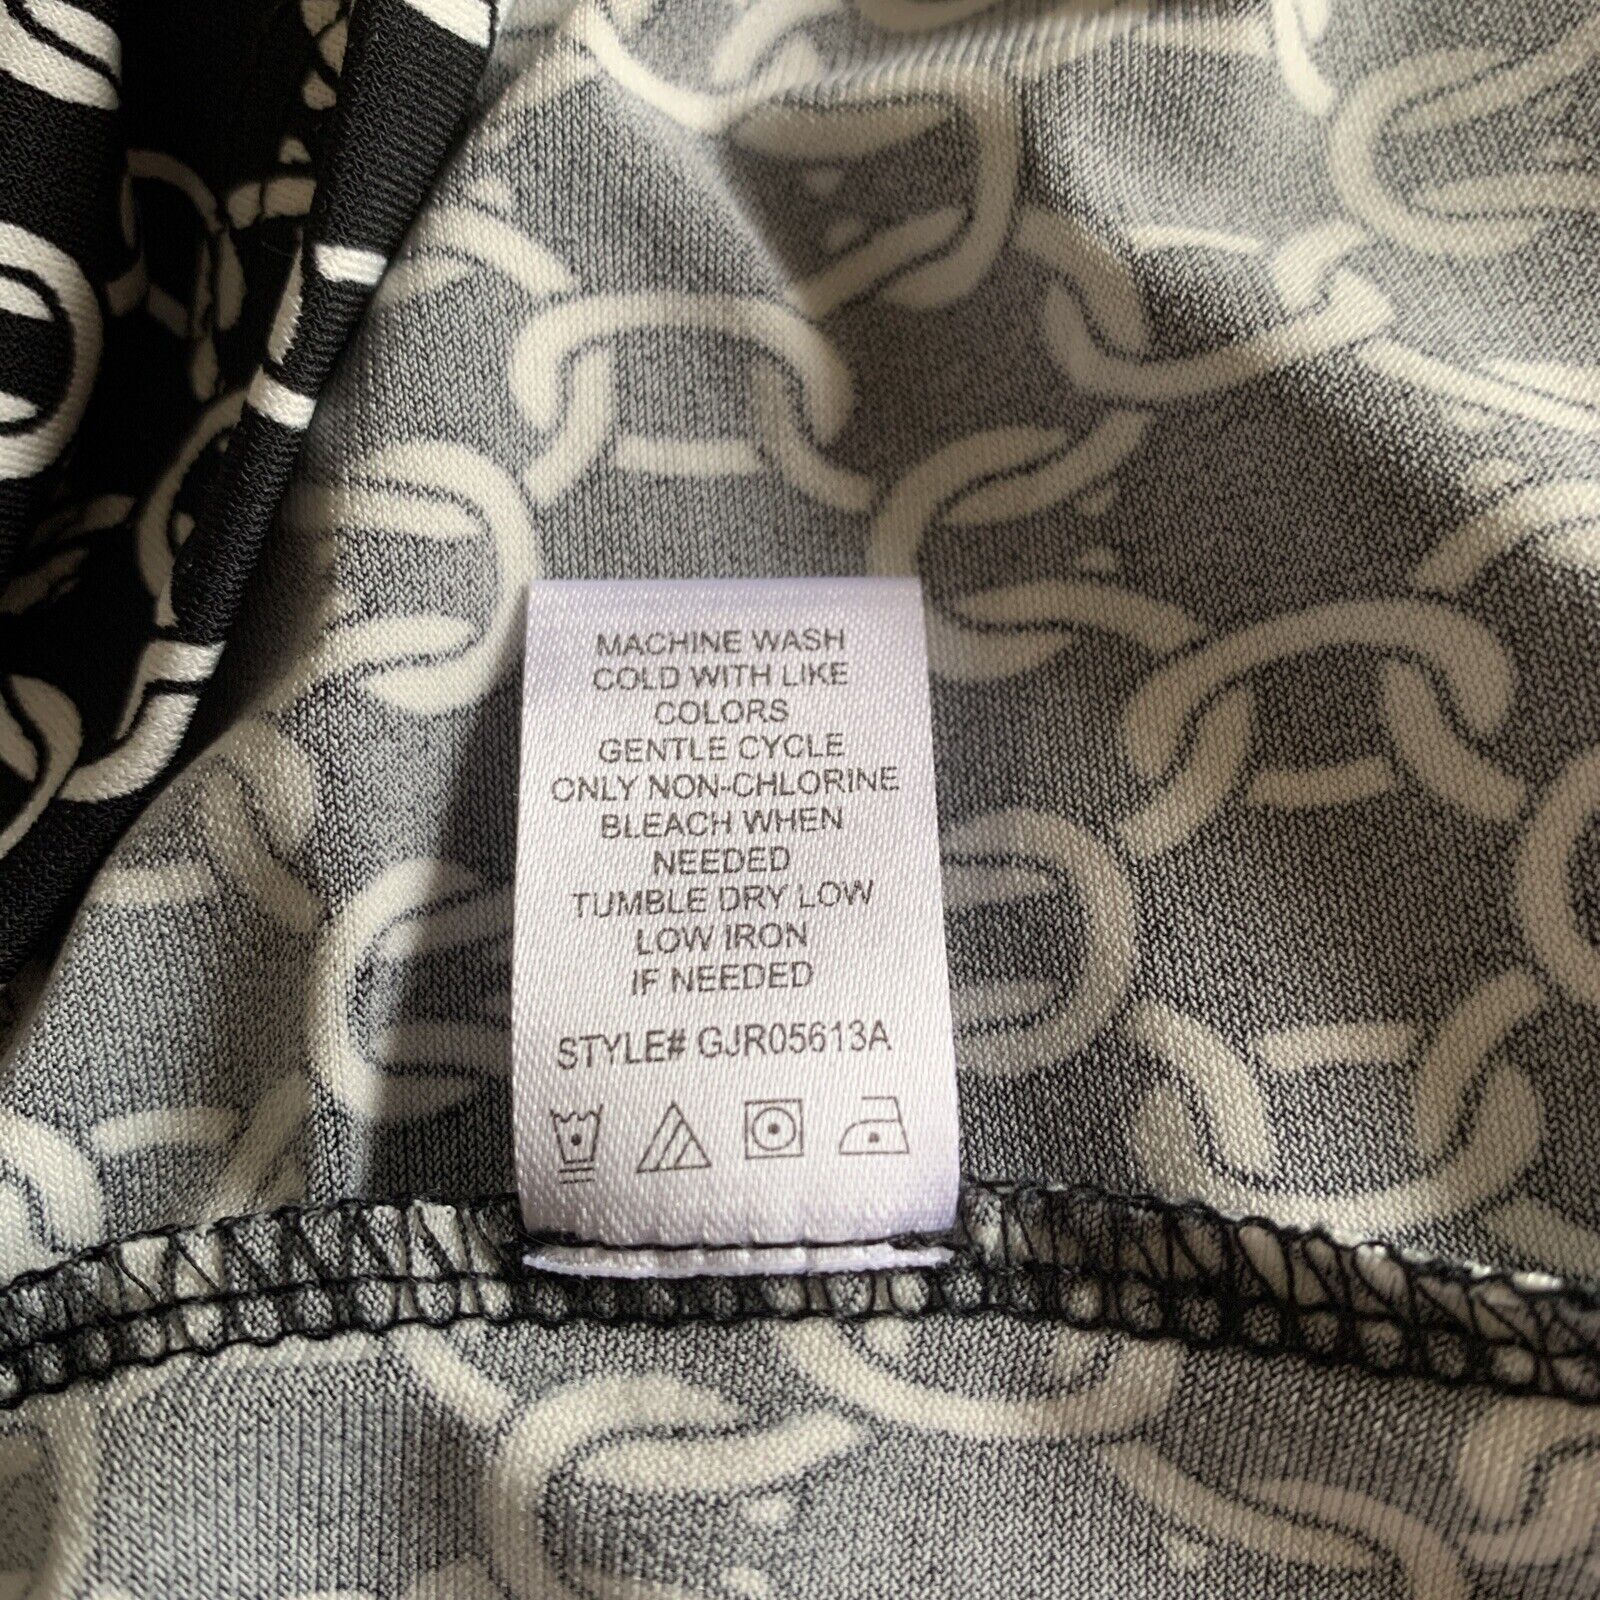 MACHINE WASH
COLD WITH LIKE
COLORS
GENTLE CYCLE
ONLY NON-CHLORINE
BLEACH WHEN
NEEDED
TUMBLE DRY LOW
LOW IRON
IF NEEDED
STYLE# GJR05613A